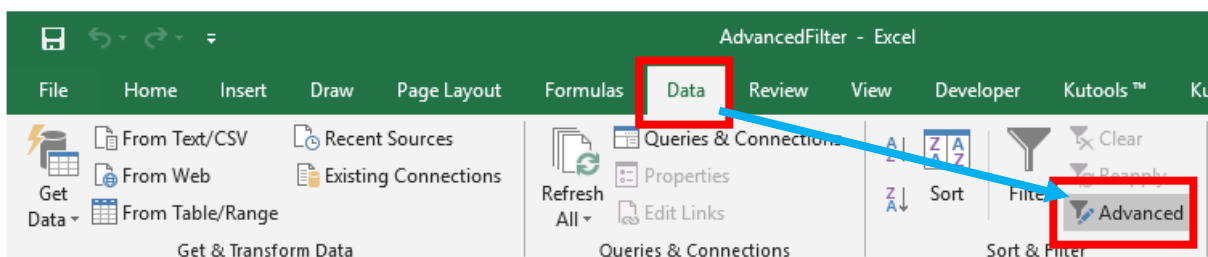 AdvancedFilter - Excel
File Home Insert Draw Page Layout Formulas Data Review View Developer Kutools ™ Ku
From Text/CSV Recent Sources Queries & Connections Clear
From Web Existing Connections Properties Reapply
Get Data
From Table/Range
Refresh All
Edit Links
Sort
Filter
Advanced
Get & Transform Data Queries & Connections Sort & Filter